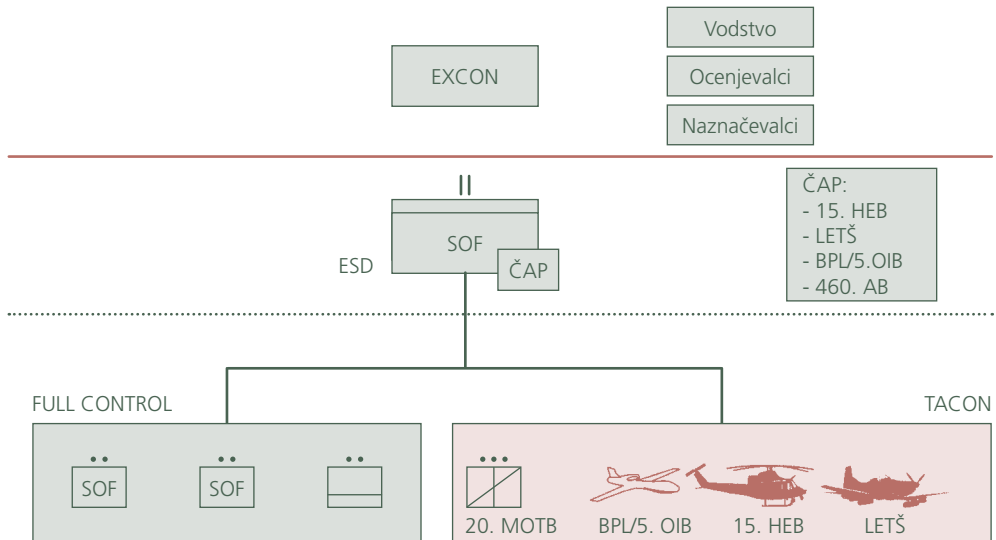 EXCON
Vodstvo
Ocenjevalci
Naznačevalci
SOF
ESD
ČAP
ČAP:
- 15. HEB
- LETŠ
- BPL/5.OIB
- 460. AB
FULL CONTROL
TACON
SOF
SOF
20. MOTB
BPL/5. OIB
15. HEB
LETŠ